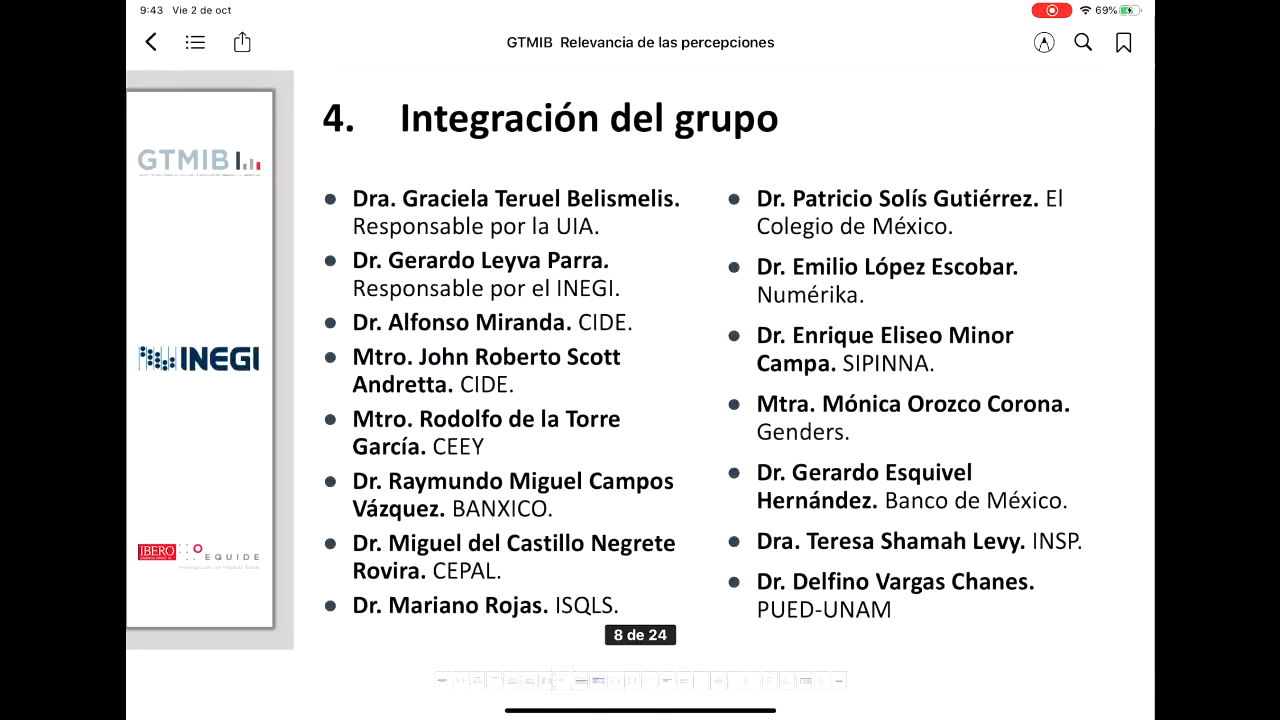 9:43 Vie 2 de oct
69%
GTMIB Relevancia de las percepciones
GTMIB
INEGI
IBERO
EQUIDE
4. Integración del grupo
Dra. Graciela Teruel Belismelis.
Responsable por la UIA.
Dr. Gerardo Leyva Parra.
Responsable por el INEGI.
Dr. Alfonso Miranda. CIDE.
Mtro. John Roberto Scott
Andretta. CIDE.
Mtro. Rodolfo de la Torre
García. CEEY
Dr. Raymundo Miguel Campos
Vázquez. BANXICO.
Dr. Miguel del Castillo Negrete
Rovira. CEPAL.
Dr. Mariano Rojas. ISQLS.
Dr. Patricio Solís Gutiérrez. El
Colegio de México.
Dr. Emilio López Escobar.
Numérika.
Dr. Enrique Eliseo Minor
Campa. SIPINNA.
Mtra. Mónica Orozco Corona.
Genders.
Dr. Gerardo Esquivel
Hernández. Banco de México.
Dra. Teresa Shamah Levy. INSP.
Dr. Delfino Vargas Chanes.
PUED-UNAM
8 de 24